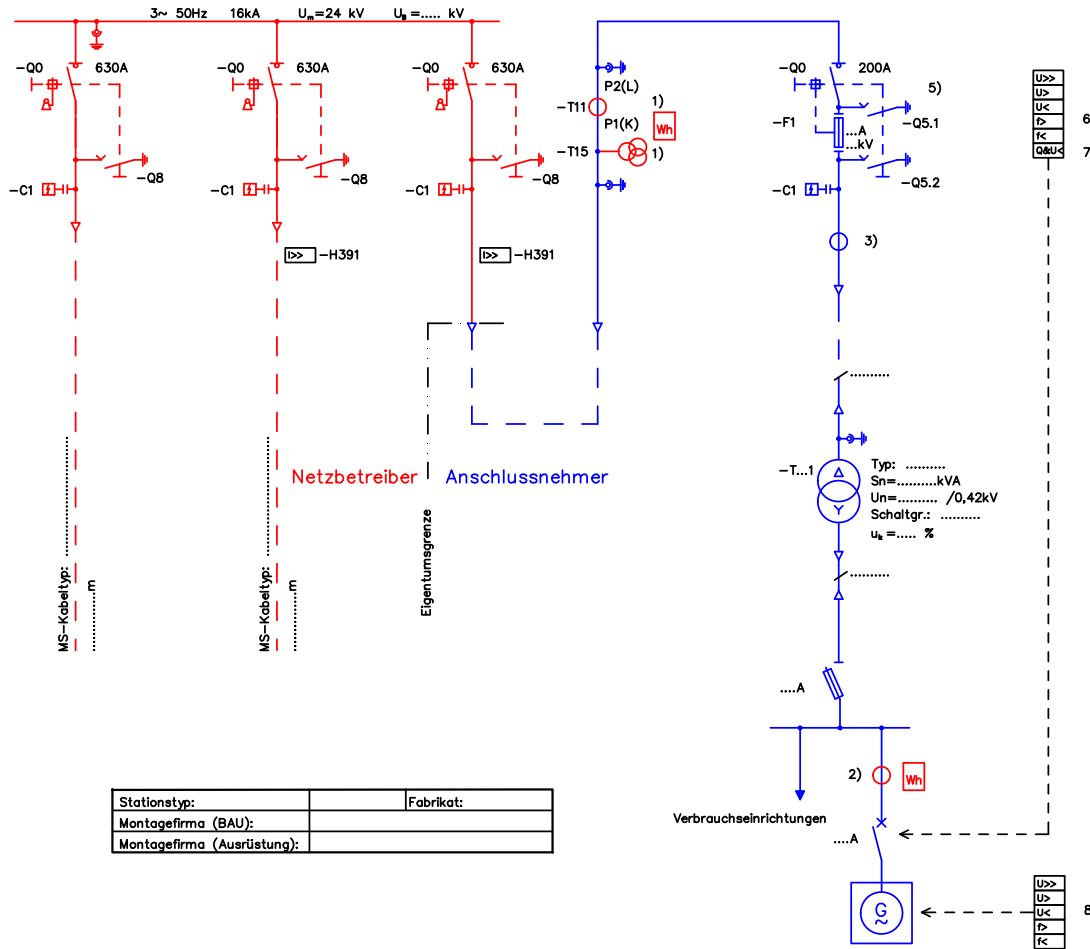 3~ 50Hz 16kA Uₘ=24 kV U_B=..... kV
-Q0 630A
-Q0 630A
-Q0 630A
-Q0 200A
P2(L)
-T11
1)
P1(K)
Wh
-T15
1)
5)
-F1
...A
...kV
-Q5.1
U>>
U>
U<
f>
f<
Q&U<
6
7
-C1
-Q8
-C1
-Q8
-C1
-Q8
-C1
-Q5.2
I>> -H391
I>> -H391
3)
..........
Netzbetreiber
Anschlussnehmer
Eigentumsgrenze
MS-Kabeltyp: ..............................
............... m
MS-Kabeltyp: ..............................
............... m
-T...1
Typ: ..........
Sn=..........kVA
Un=.......... /0,42kV
Schaltgr.: ..........
uₖ=..... %
..........
....A
2)
Wh
Verbrauchseinrichtungen
....A
G
~
U>>
U>
U<
f>
f<
8
Stationstyp: Fabrikat:
Montagefirma (BAU):
Montagefirma (Ausrüstung):